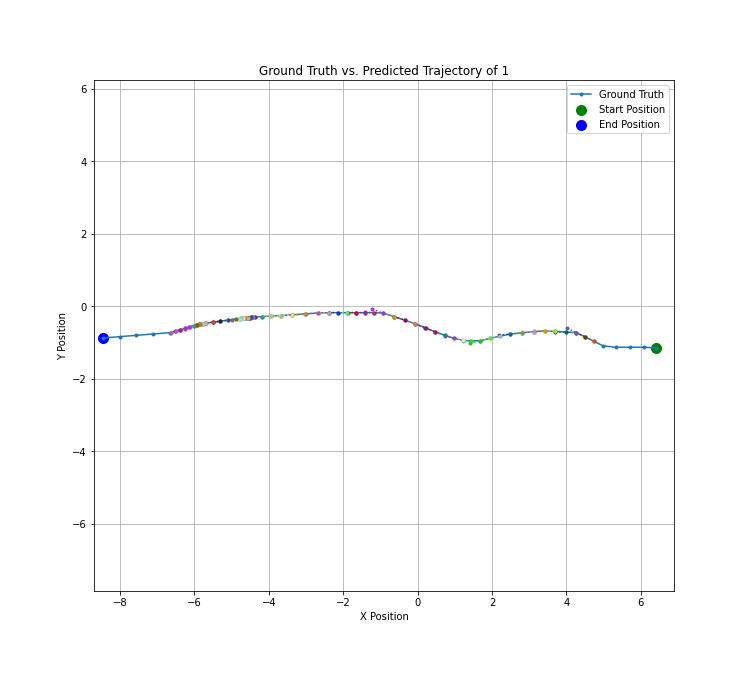 Ground Truth vs. Predicted Trajectory of 1
Ground Truth
Start Position
End Position
6
4
2
0
−2
−4
−6
Y Position
−8
−6
−4
−2
0
2
4
6
X Position